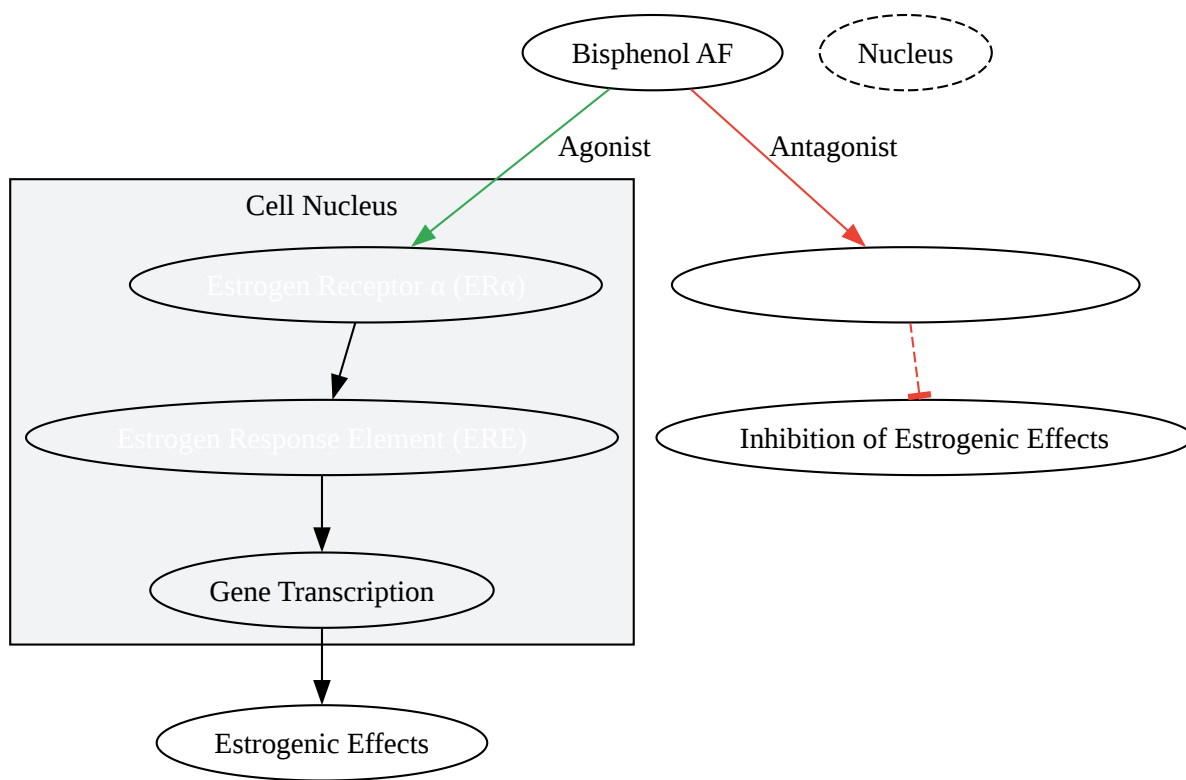 Bisphenol AF
Nucleus
Agonist
Antagonist
Cell Nucleus
Estrogen Receptor α (ERα)
Estrogen Response Element (ERE)
Inhibition of Estrogenic Effects
Gene Transcription
Estrogenic Effects